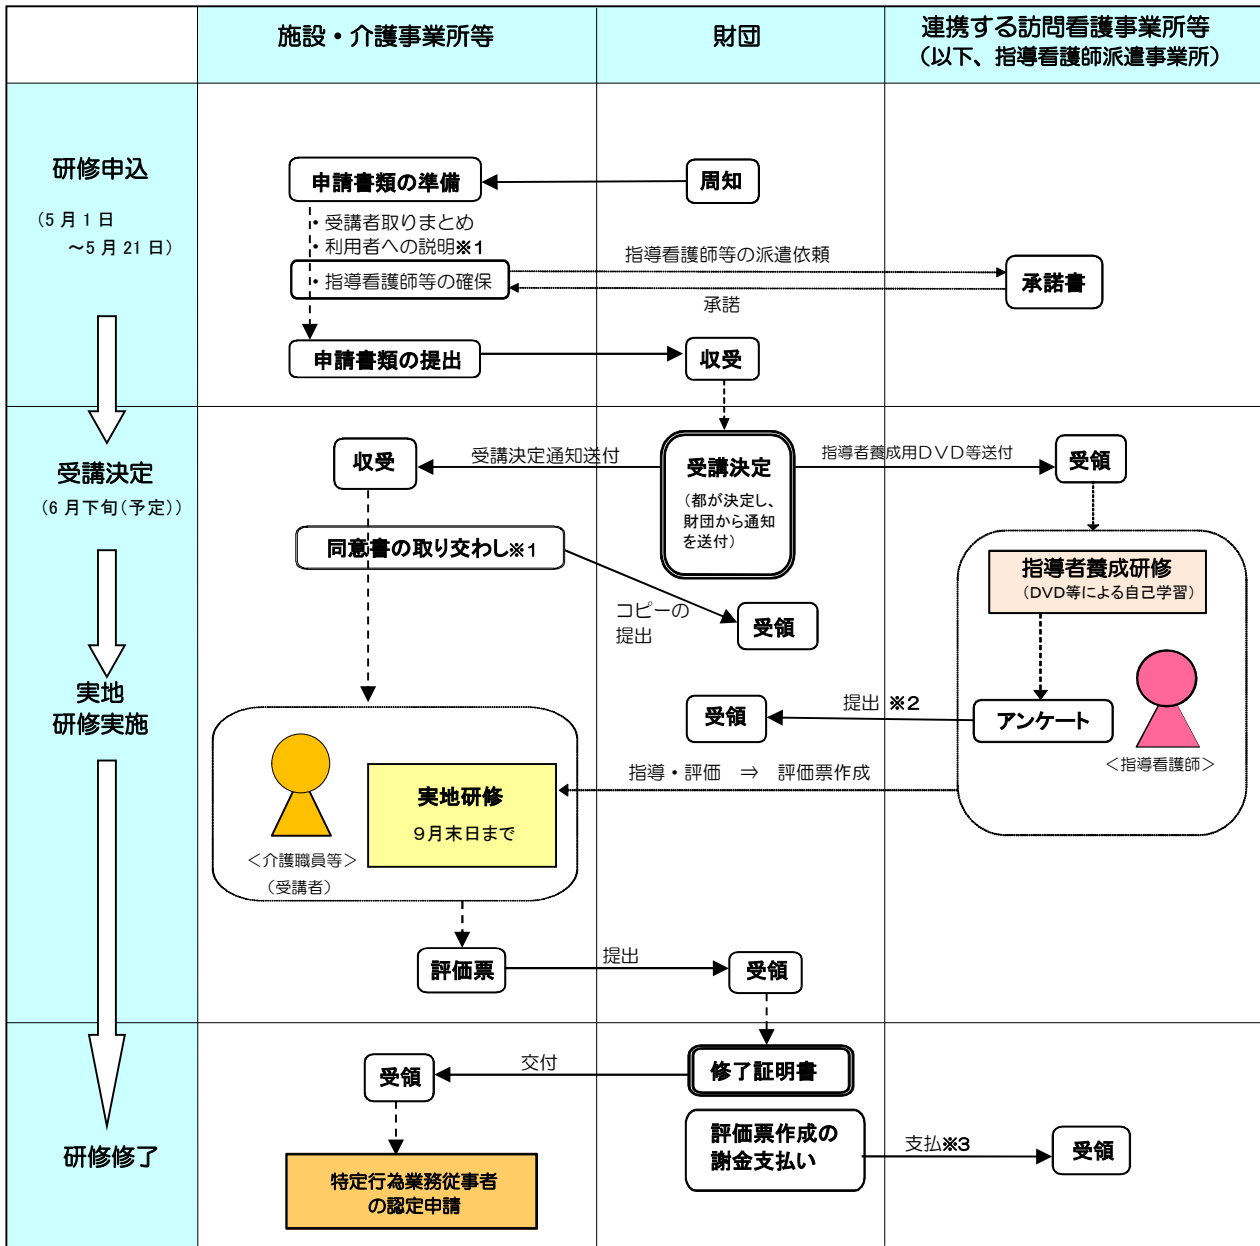 施設・介護事業所等
財団
連携する訪問看護事業所等
（以下、指導看護師派遣事業所）
研修申込
（5月1日
～5月21日）
申請書類の準備
周知
・受講者取りまとめ
・利用者への説明※1
・指導看護師等の確保
指導看護師等の派遣依頼
承諾
承諾書
申請書類の提出
収受
受講決定
（6月下旬（予定））
収受
受講決定通知送付
受講決定
（都が決定し、
財団から通知
を送付）
指導者養成用DVD等送付
受領
同意書の取り交わし※1
コピーの
提出
受領
指導者養成研修
（DVD等による自己学習）
実地
研修実施
受領
提出 ※2
アンケート
＜指導看護師＞
指導・評価 ⇒ 評価票作成
実地研修
9月末日まで
＜介護職員等＞
（受講者）
評価票
提出
受領
研修修了
受領
交付
修了証明書
評価票作成の
謝金支払い
支払※3
受領
特定行為業務従事者
の認定申請